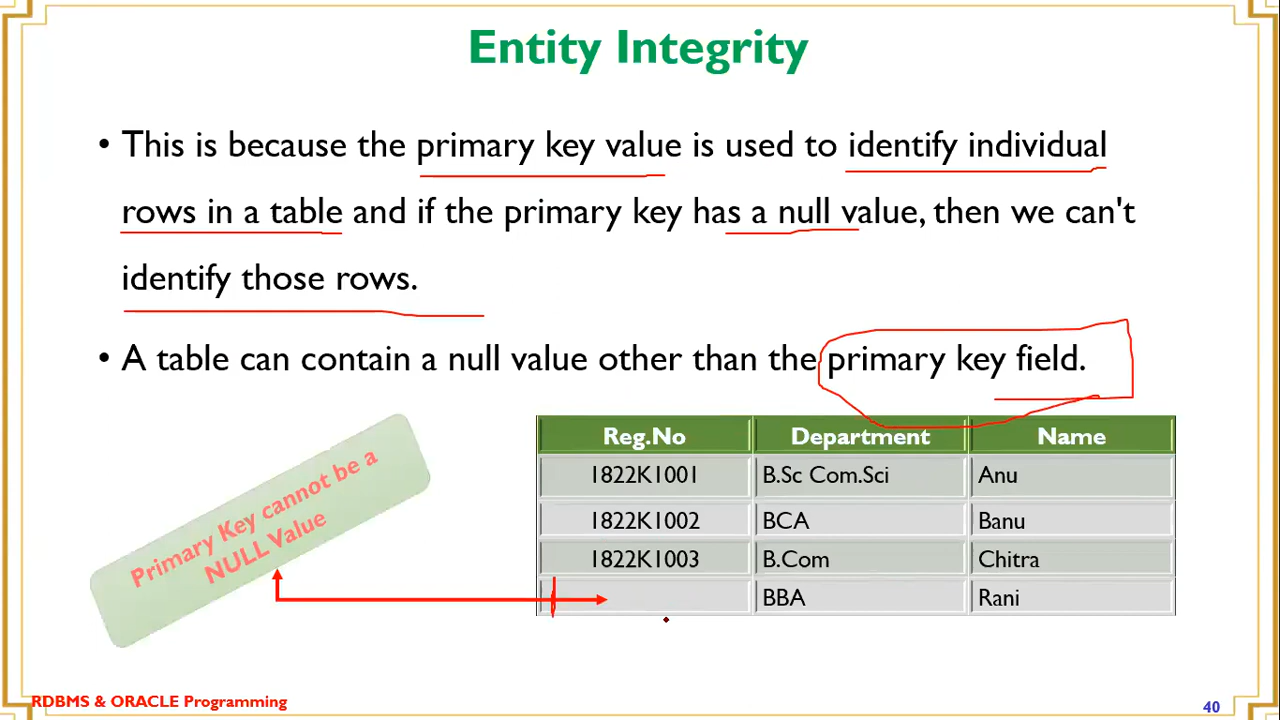 Entity Integrity
• This is because the primary key value is used to identify individual
rows in a table and if the primary key has a null value, then we can't
identify those rows.
• A table can contain a null value other than the primary key field.
Primary Key cannot be a
NULL Value
Reg.No Department Name
1822K1001 B.Sc Com.Sci Anu
1822K1002 BCA Banu
1822K1003 B.Com Chitra
BBA Rani
RDBMS & ORACLE Programming
40